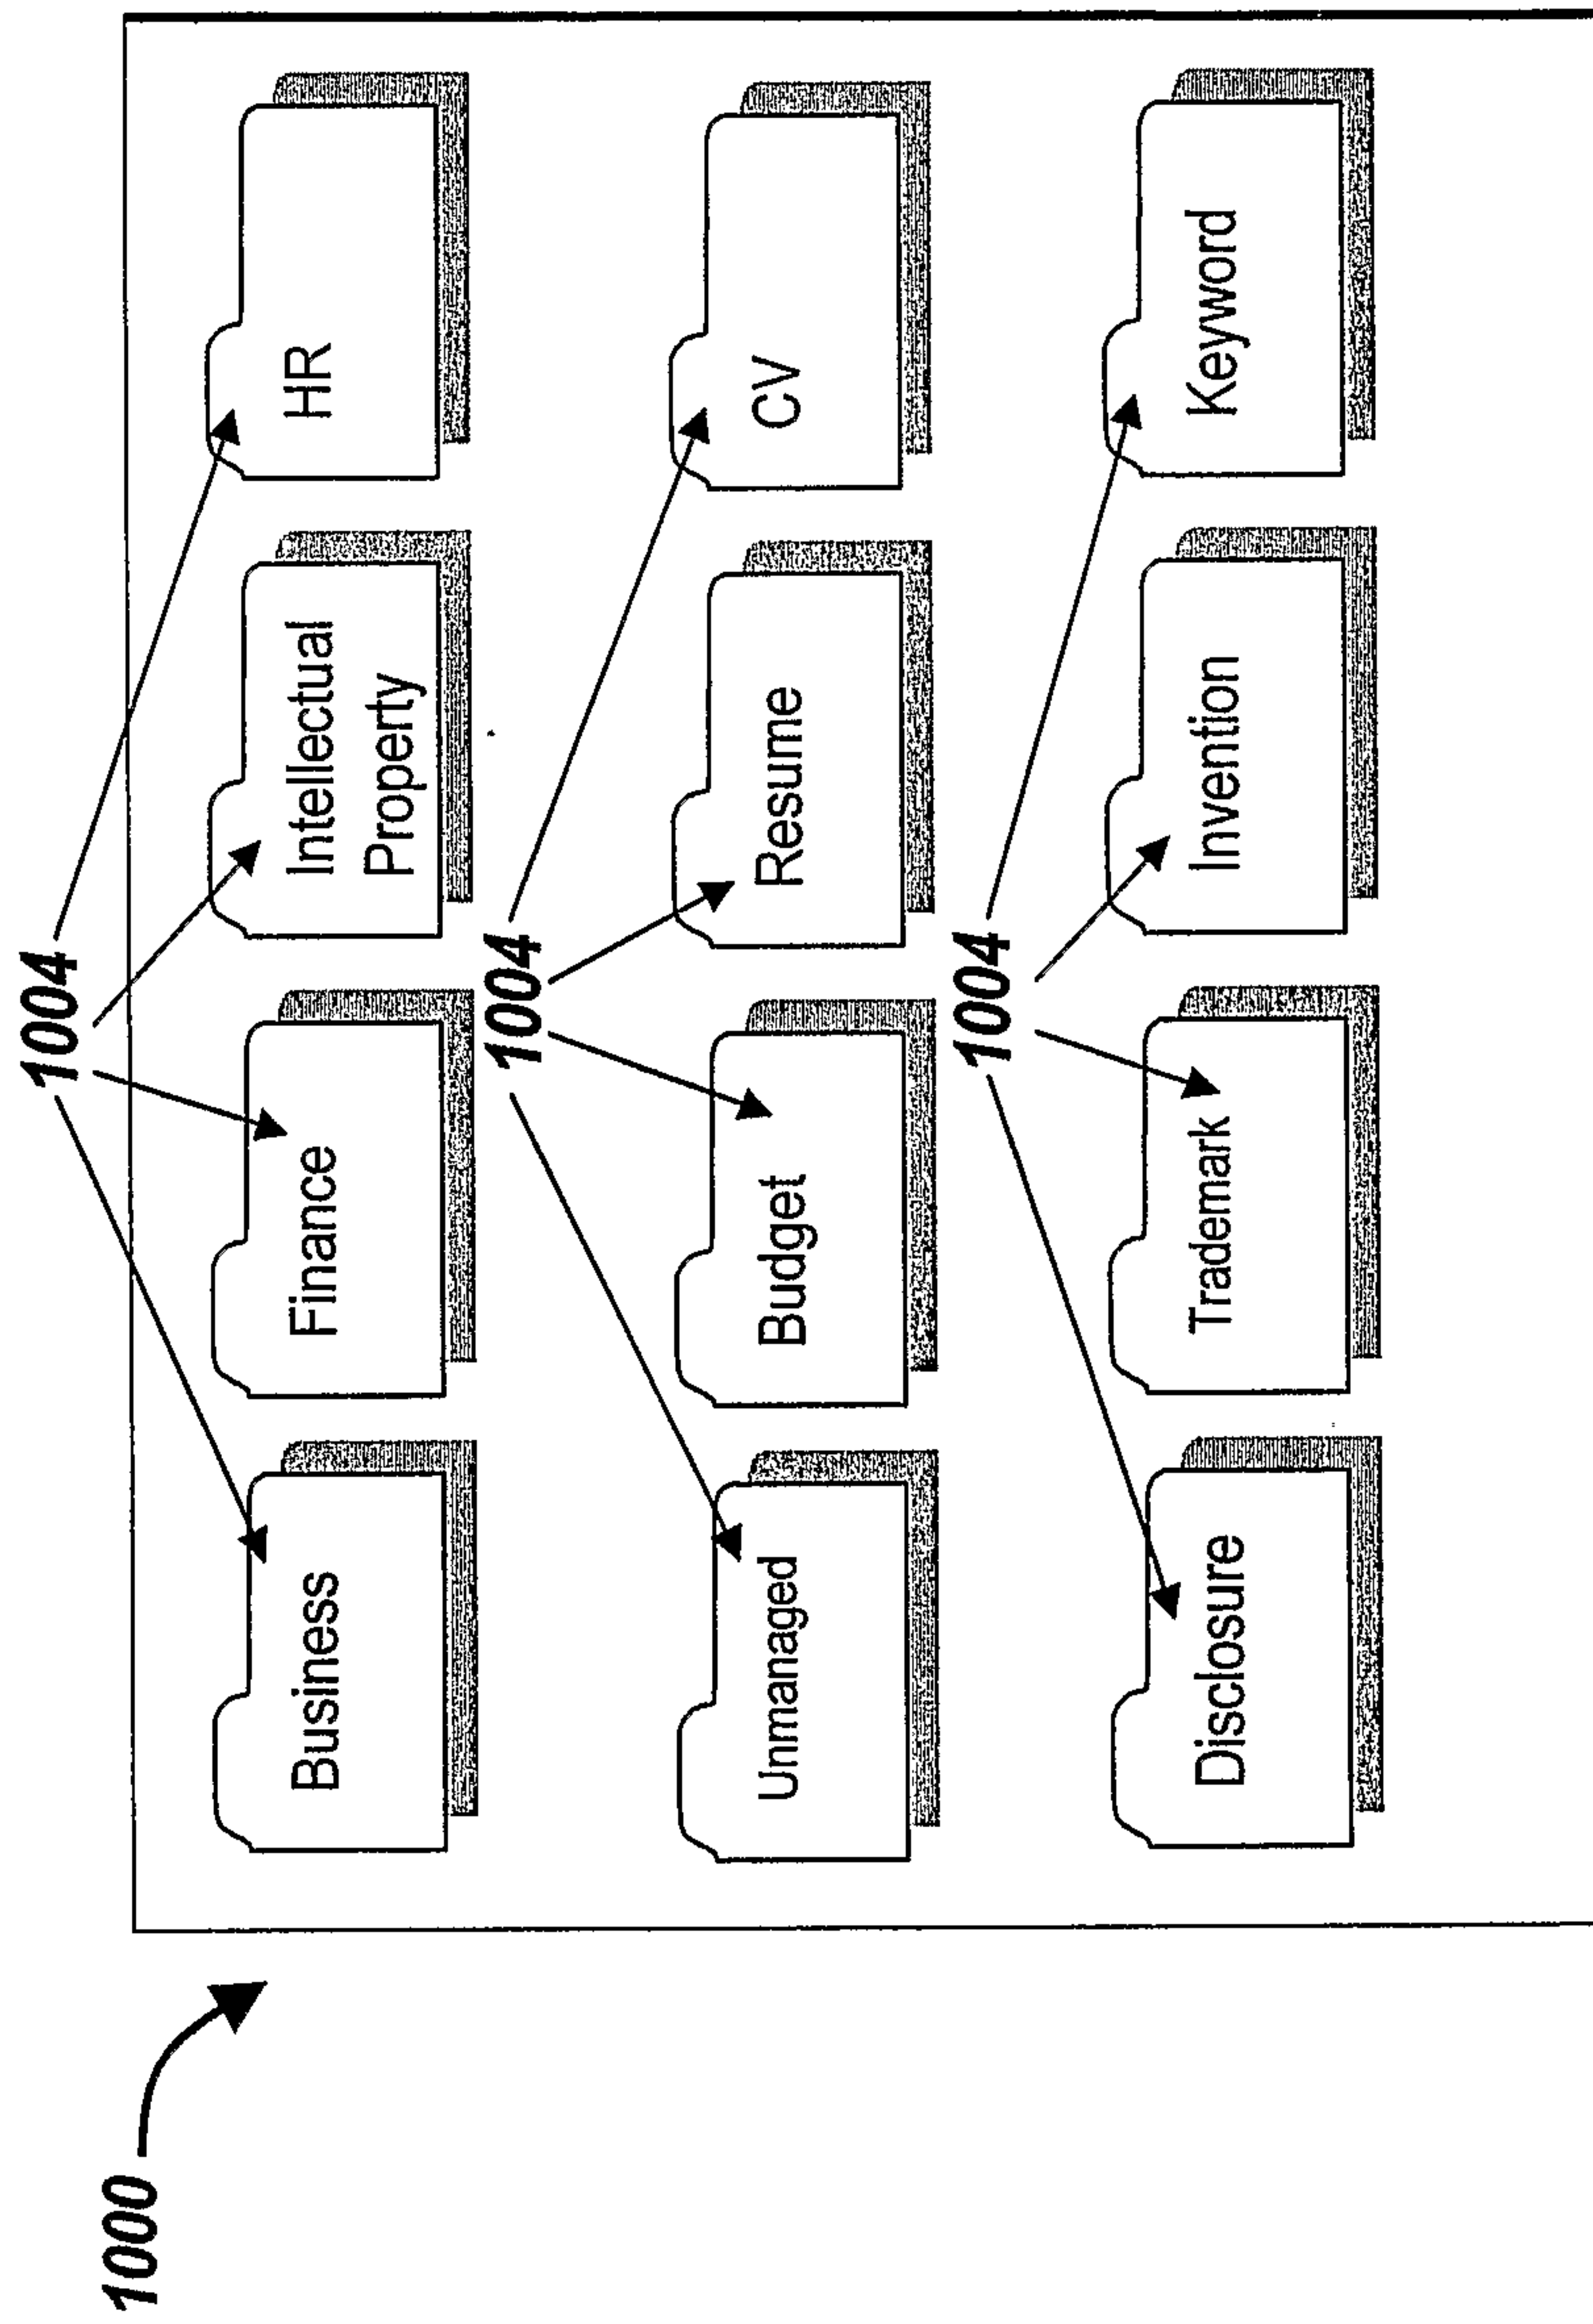 1000
1004
Business
Finance
Intellectual
Property
HR
1004
Unmanaged
Budget
Resume
CV
1004
Disclosure
Trademark
Invention
Keyword